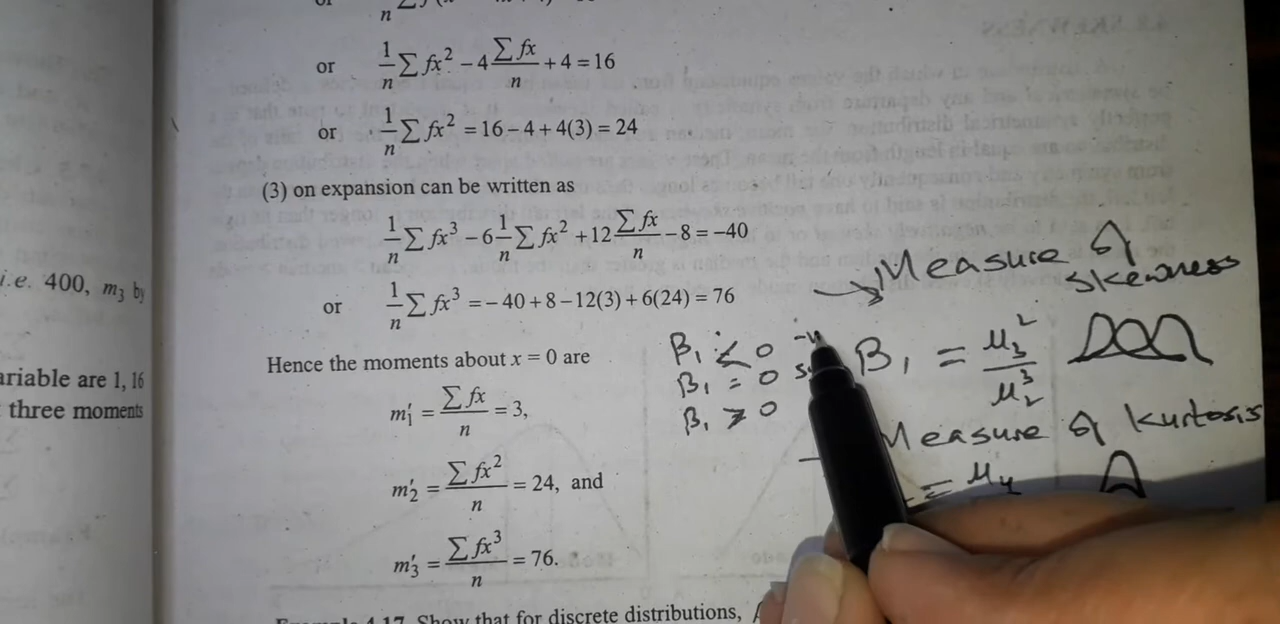 or
n
or 1/n ∑ fx² − 4 ∑ fx/n + 4 = 16
or 1/n ∑ fx² = 16 − 4 + 4(3) = 24
(3) on expansion can be written as
1/n ∑ fx³ − 6 1/n ∑ fx² + 12 ∑ fx/n − 8 = −40
or 1/n ∑ fx³ = − 40 + 8 − 12(3) + 6(24) = 76
Hence the moments about x = 0 are
m′₁ = ∑ fx/n = 3,
m′₂ = ∑ fx²/n = 24, and
m′₃ = ∑ fx³/n = 76.
Example 4.17 Show that for discrete distributions,
i.e. 400, m₃ by
ariable are 1, 16
three moments
→ Measure of
skewness
β₁ < 0
β₁ = 0
β₁ > 0
β₁ = μ₃²/μ₂³
Measure of kurtosis
= μ₄